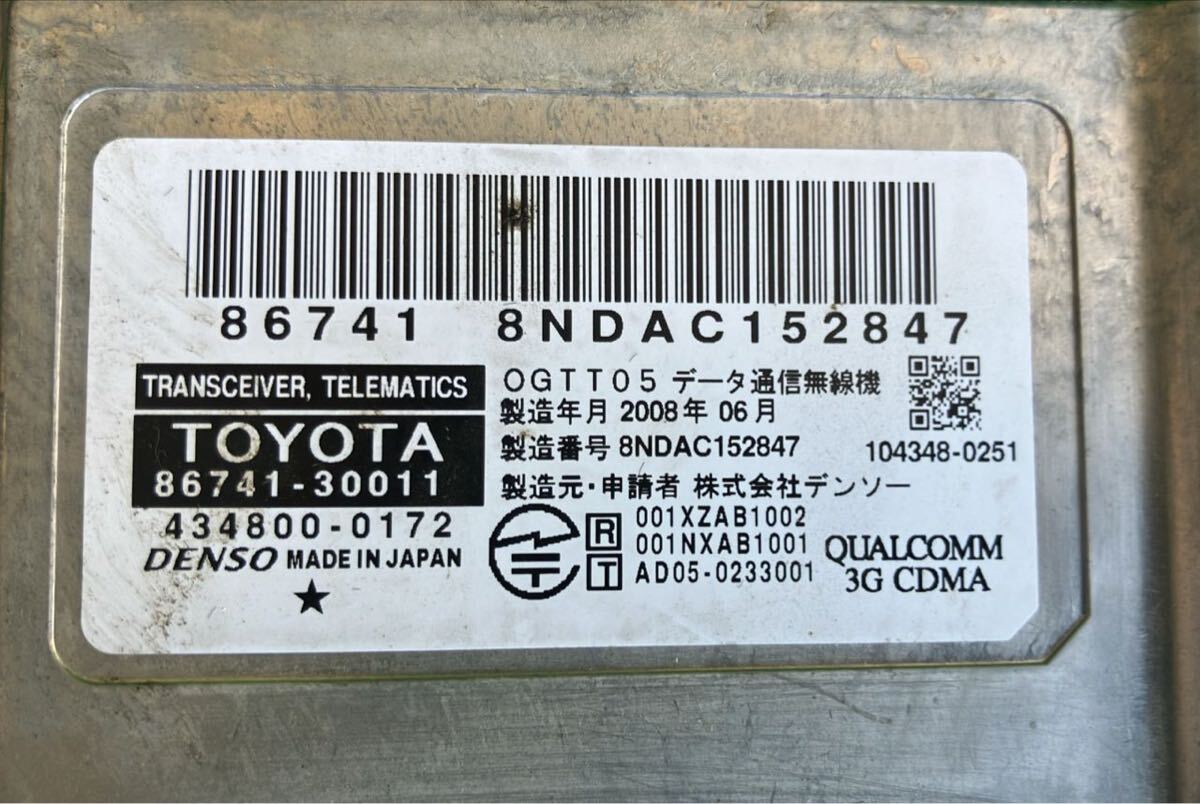 86741 8NDAC152847
TRANSCEIVER, TELEMATICS
TOYOTA
86741-30011
434800-0172
DENSO MADE IN JAPAN
★
OGTT05 データ通信無線機
製造年月 2008年 06月
製造番号 8NDAC152847
104348-0251
製造元・申請者 株式会社デンソー
R 001XZAB1002
001NXAB1001
T AD05-0233001
QUALCOMM
3G CDMA